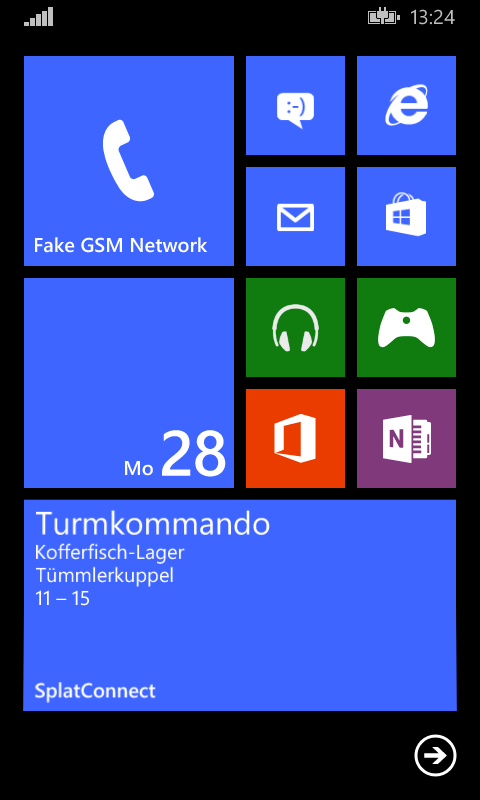 13:24
:-)
Fake GSM Network
Mo 28
N
Turmkommando
Kofferfisch-Lager
Tümmlerkuppel
11 – 15
SplatConnect